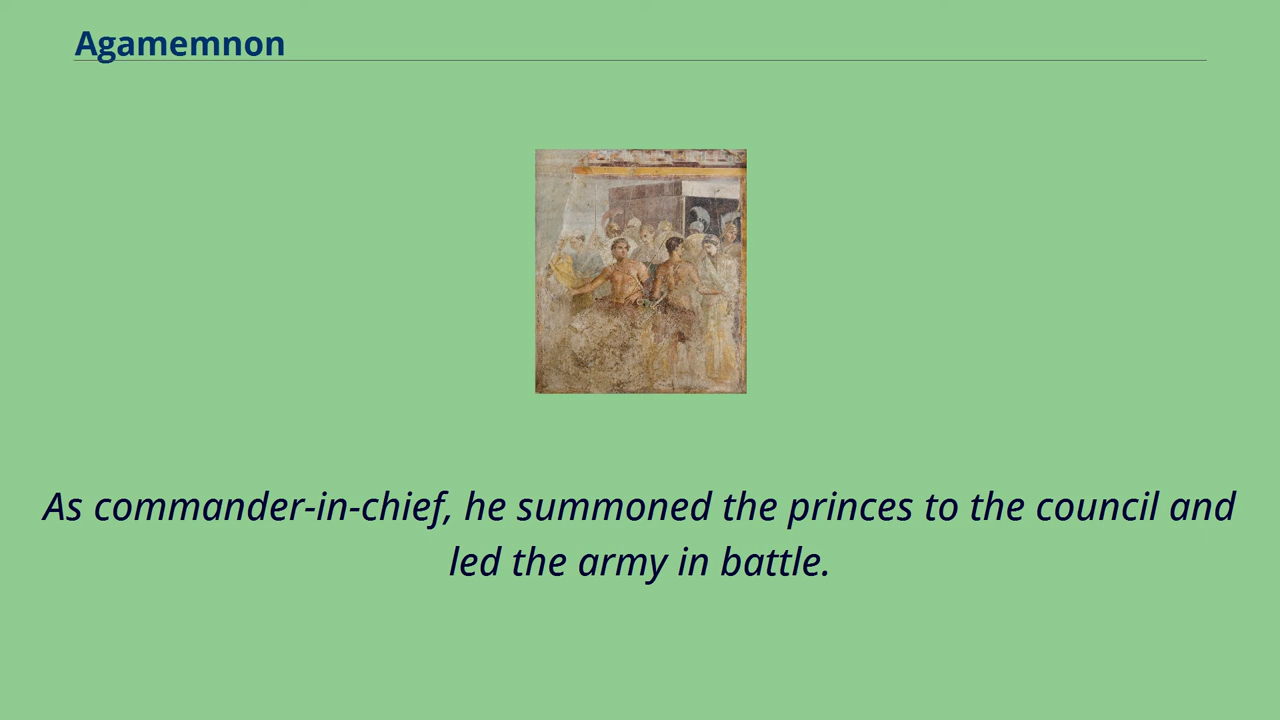 Agamemnon
As commander-in-chief, he summoned the princes to the council and
led the army in battle.